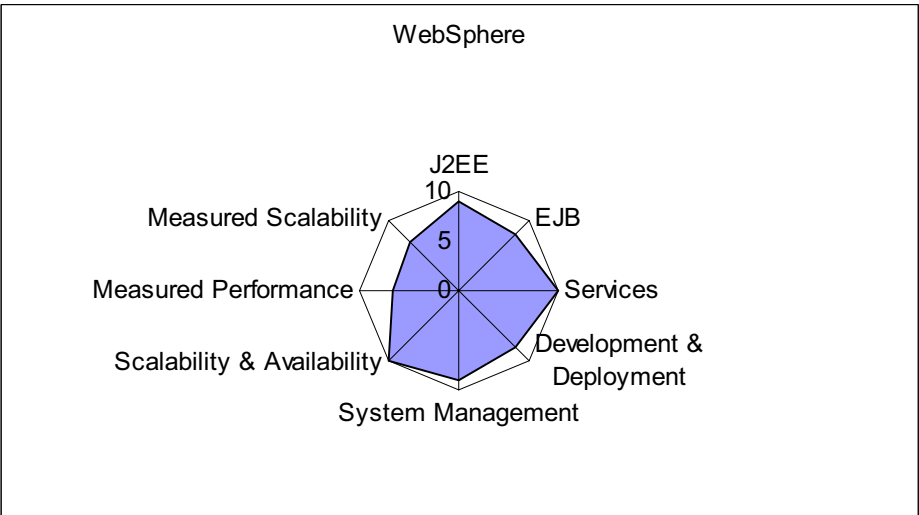 WebSphere
J2EE
10
Measured Scalability
EJB
5
Measured Performance
0
Services
Scalability & Availability
Development &
Deployment
System Management